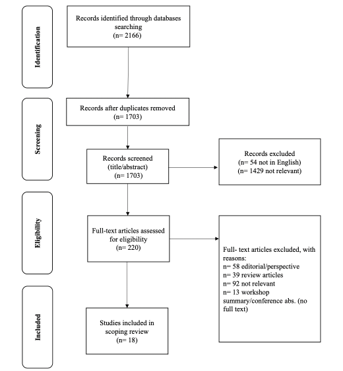 Identification
Records identified through databases
searching
(n= 2166)
Screening
Records after duplicates removed
(n= 1703)
Records screened
(title/abstract)
(n= 1703)
Records excluded
(n= 54 not in English)
(n= 1429 not relevant)
Eligibility
Full-text articles assessed
for eligibility
(n= 220)
Full- text articles excluded, with
reasons:
n= 58 editorial/perspective
n= 39 review articles
n= 92 not relevant
n= 13 workshop
summary/conference abs. (no
full text)
Included
Studies included in
scoping review
(n= 18)